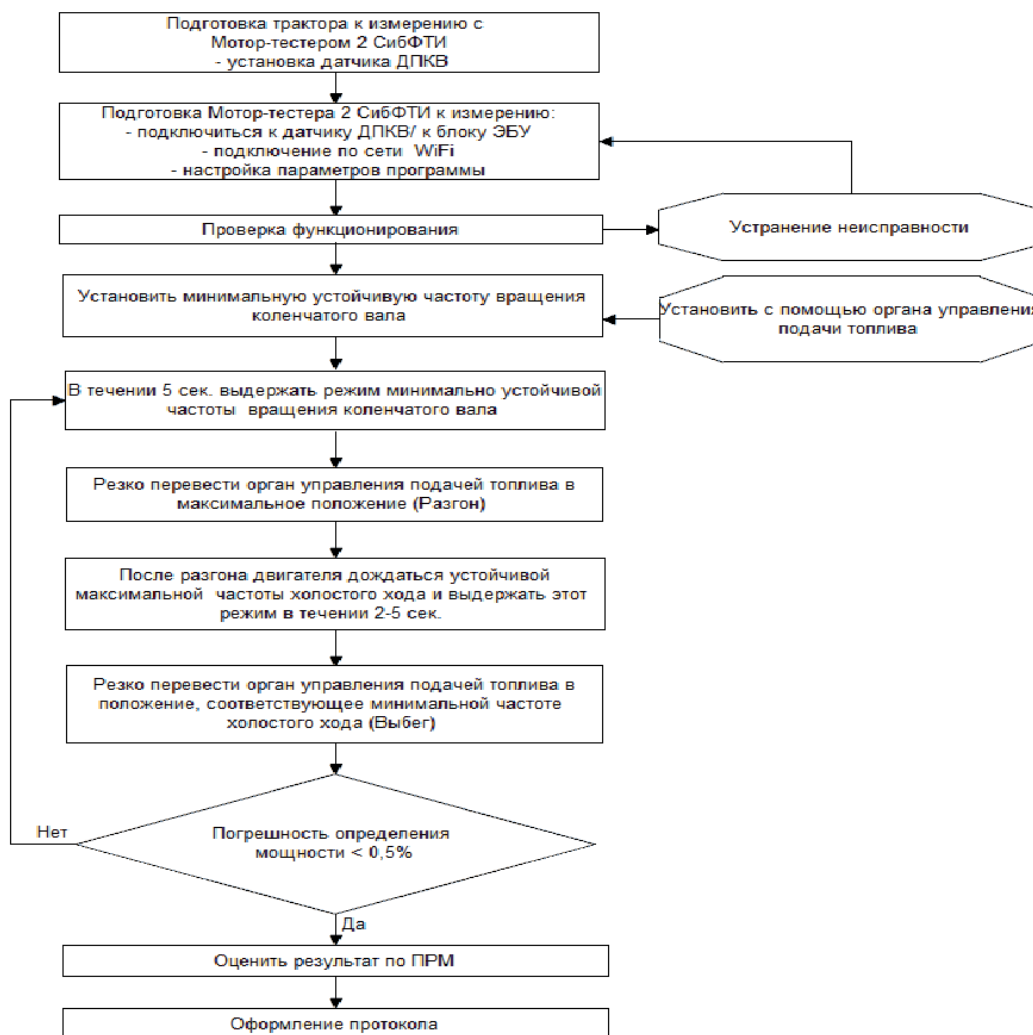 Подготовка трактора к измерению с
Мотор-тестером 2 СибФТИ
- установка датчика ДПКВ
Подготовка Мотор-тестера 2 СибФТИ к измерению:
- подключиться к датчику ДПКВ/ к блоку ЭБУ
- подключение по сети WiFi
- настройка параметров программы
Проверка функционирования
Устранение неисправности
Установить минимальную устойчивую частоту вращения
коленчатого вала
Установить с помощью органа управления
подачи топлива
В течении 5 сек. выдержать режим минимально устойчивой
частоты вращения коленчатого вала
Резко перевести орган управления подачей топлива в
максимальное положение (Разгон)
После разгона двигателя дождаться устойчивой
максимальной частоты холостого хода и выдержать этот
режим в течении 2-5 сек.
Резко перевести орган управления подачей топлива в
положение, соответствующее минимальной частоте
холостого хода (Выбег)
Нет
Погрешность определения
мощности < 0,5%
Да
Оценить результат по ПРМ
Оформление протокола